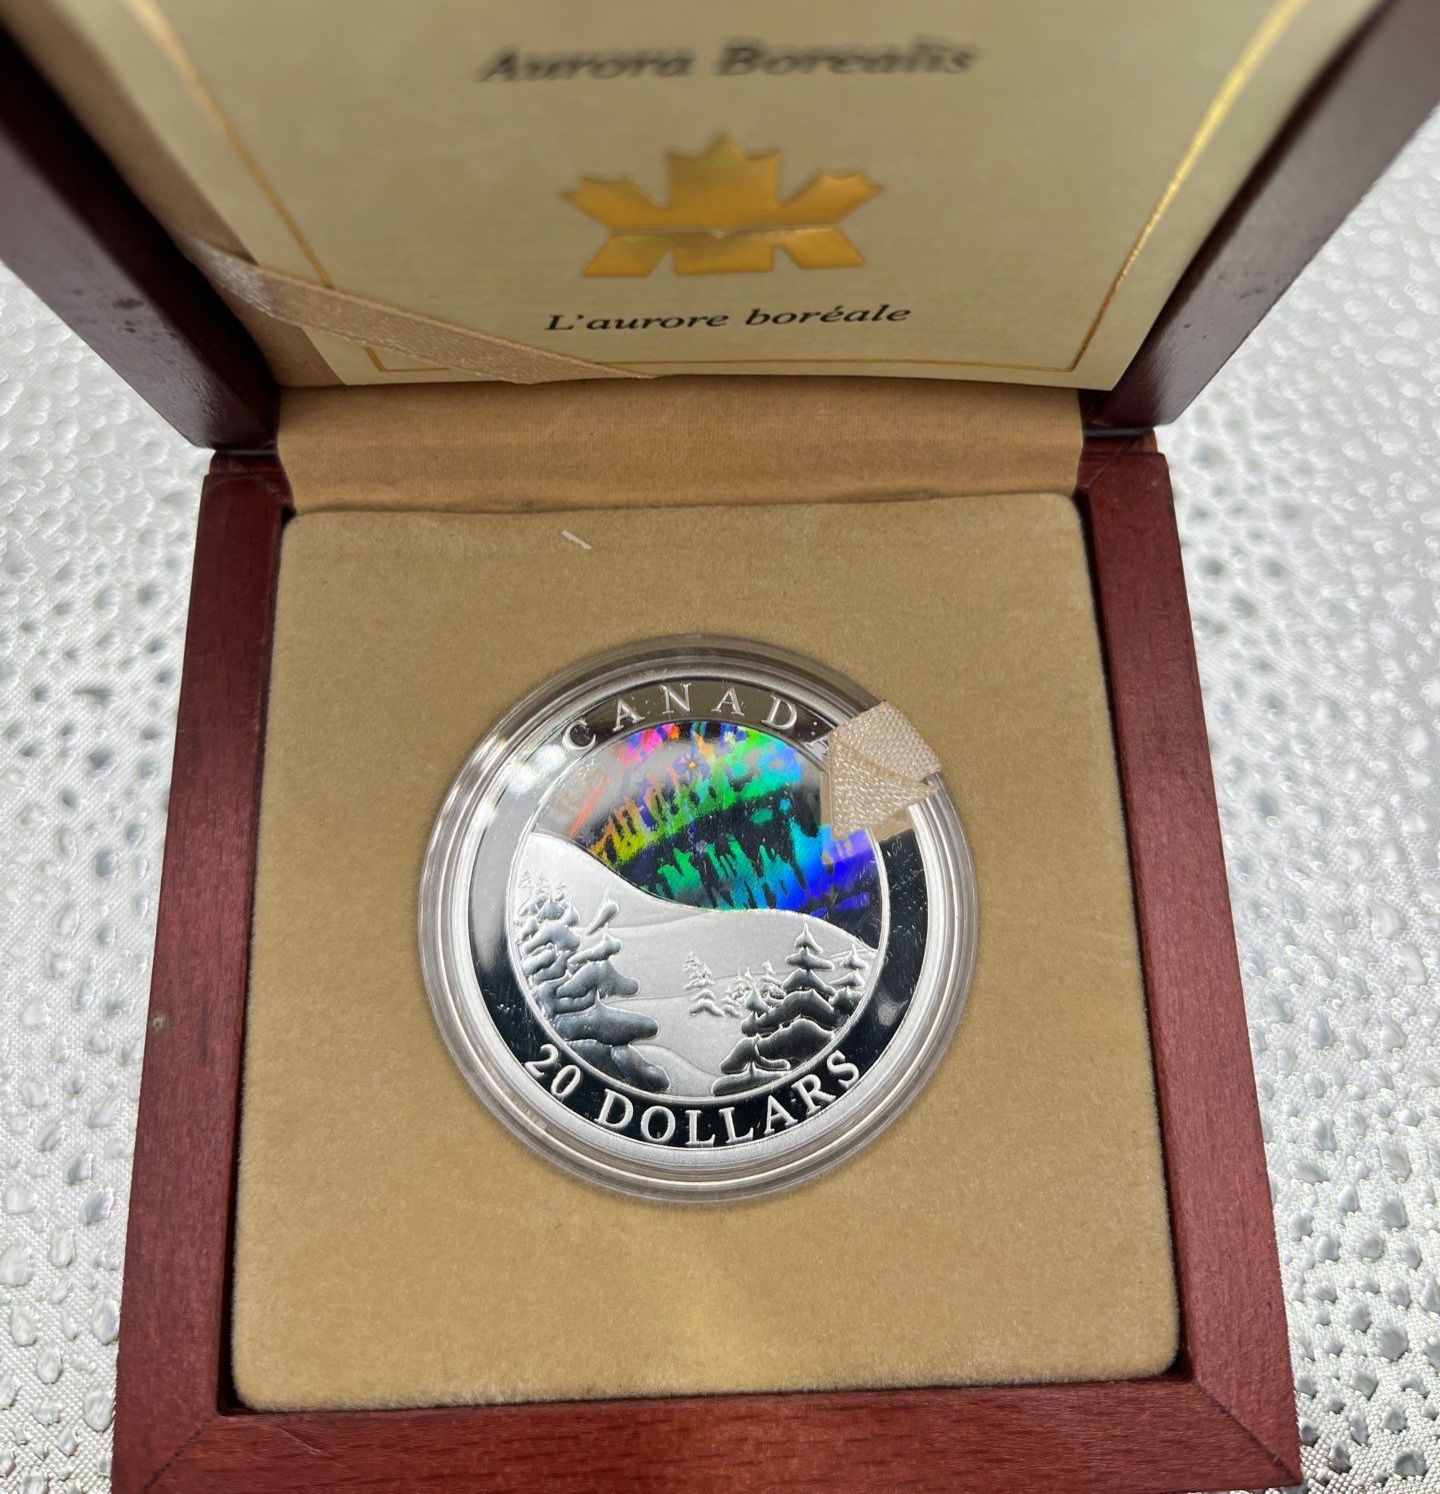 Aurora Borealis
L'aurore boréale
CANADA
20 DOLLARS